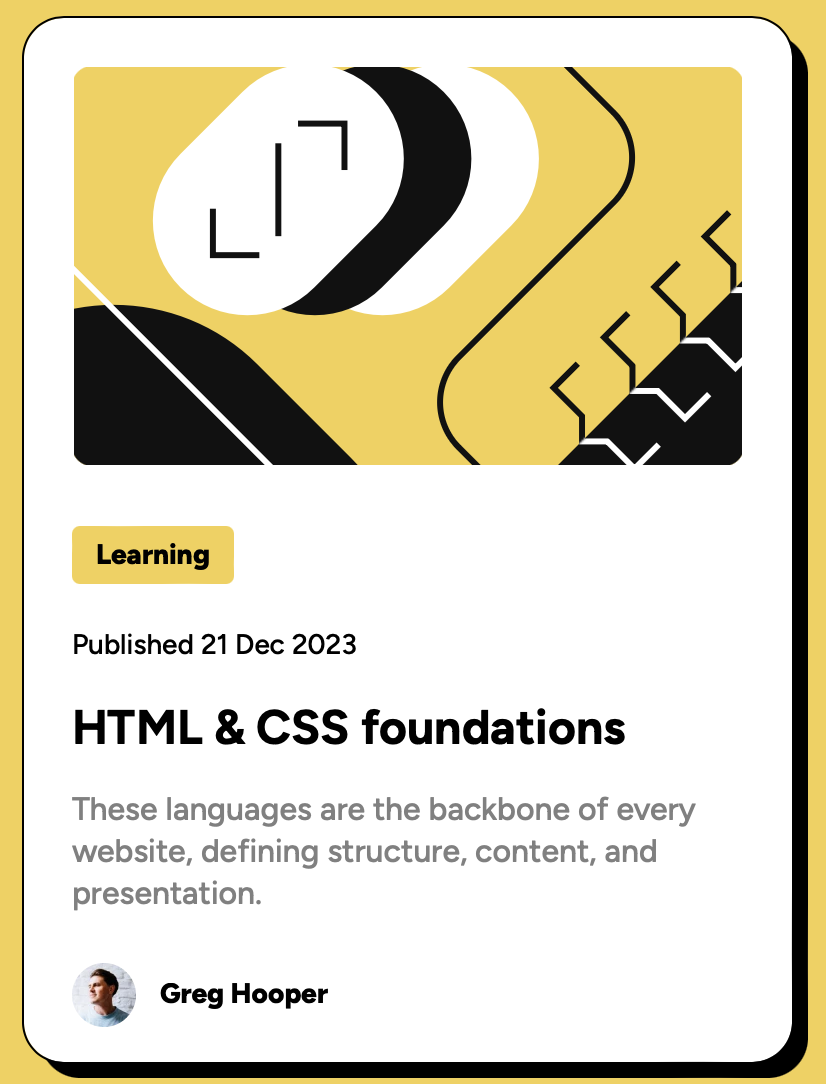 Learning
Published 21 Dec 2023
HTML & CSS foundations
These languages are the backbone of every
website, defining structure, content, and
presentation.
Greg Hooper